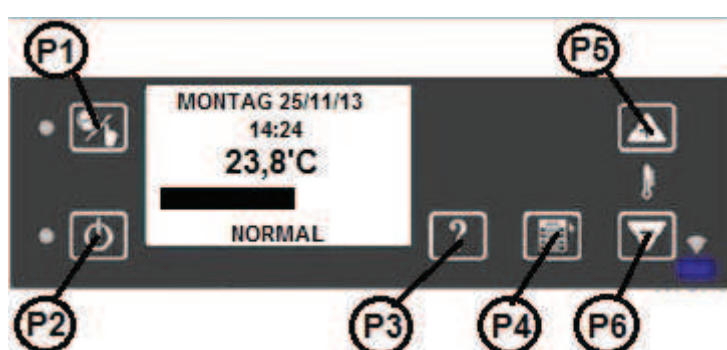 P1
P5
MONTAG 25/11/13
14:24
23,8'C
NORMAL
?
P2
P3
P4
P6